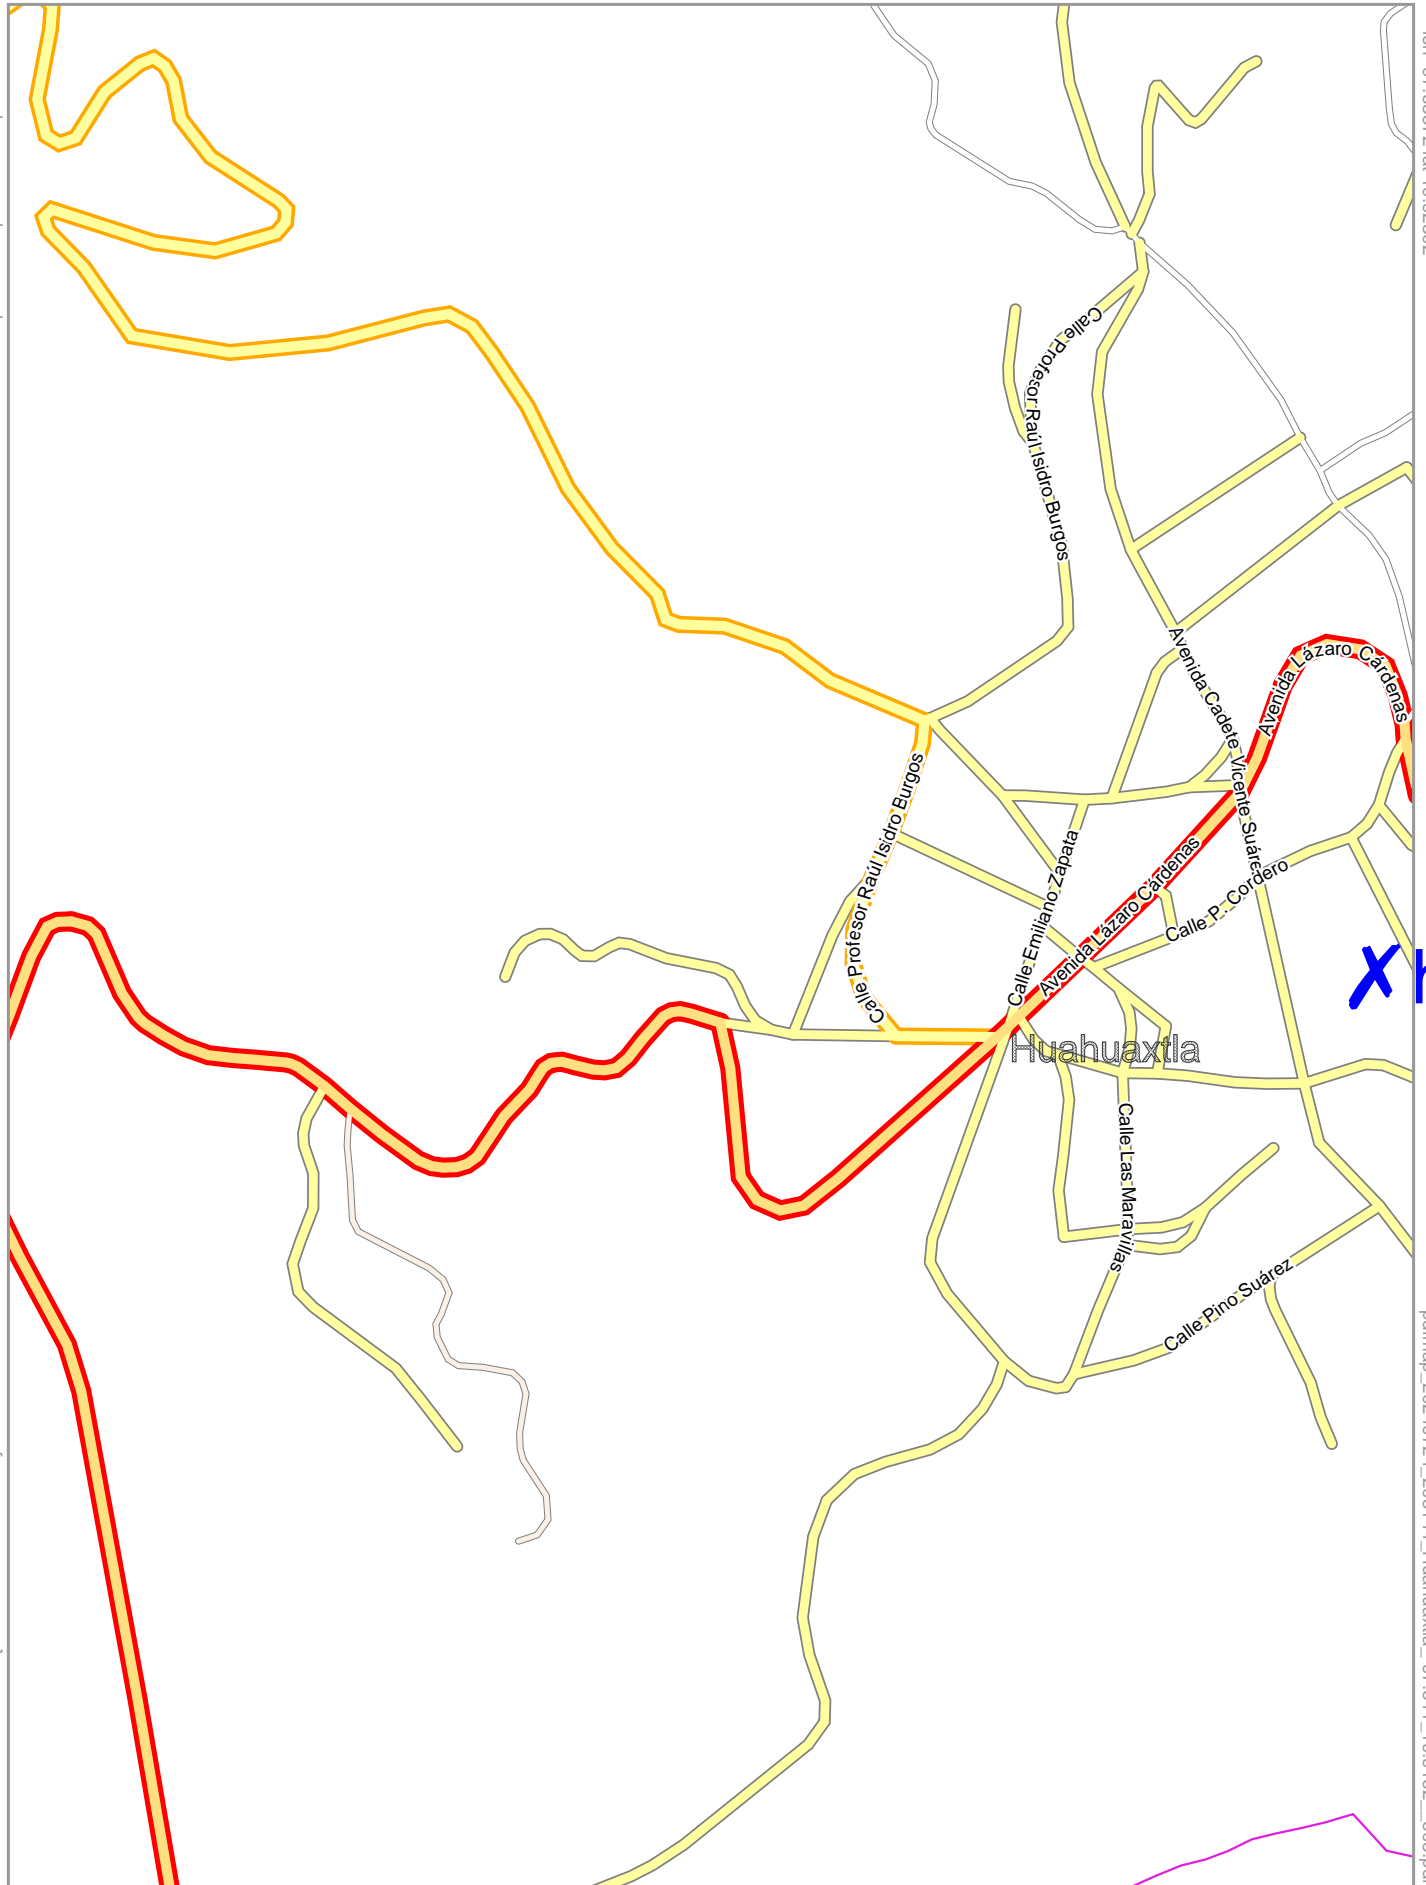 Calle Profesor Raúl Isidro Burgos
Avenida Lázaro Cárdenas
Avenida Cadete Vicente Suárez
Calle Profesor Raúl Isidro Burgos
Calle Emiliano Zapata
Avenida Lázaro Cárdenas
Calle P. Cordero
Huahuaxtla
Calle Las Maravillas
Calle Pino Suárez